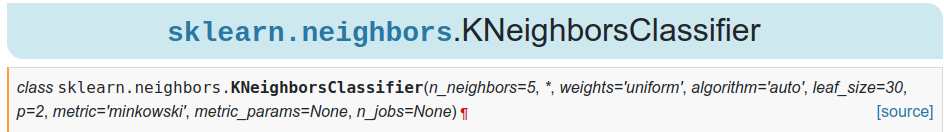 sklearn.neighbors.KNeighborsClassifier
class sklearn.neighbors.KNeighborsClassifier(n_neighbors=5, *, weights='uniform', algorithm='auto', leaf_size=30,
p=2, metric='minkowski', metric_params=None, n_jobs=None) ¶ [source]